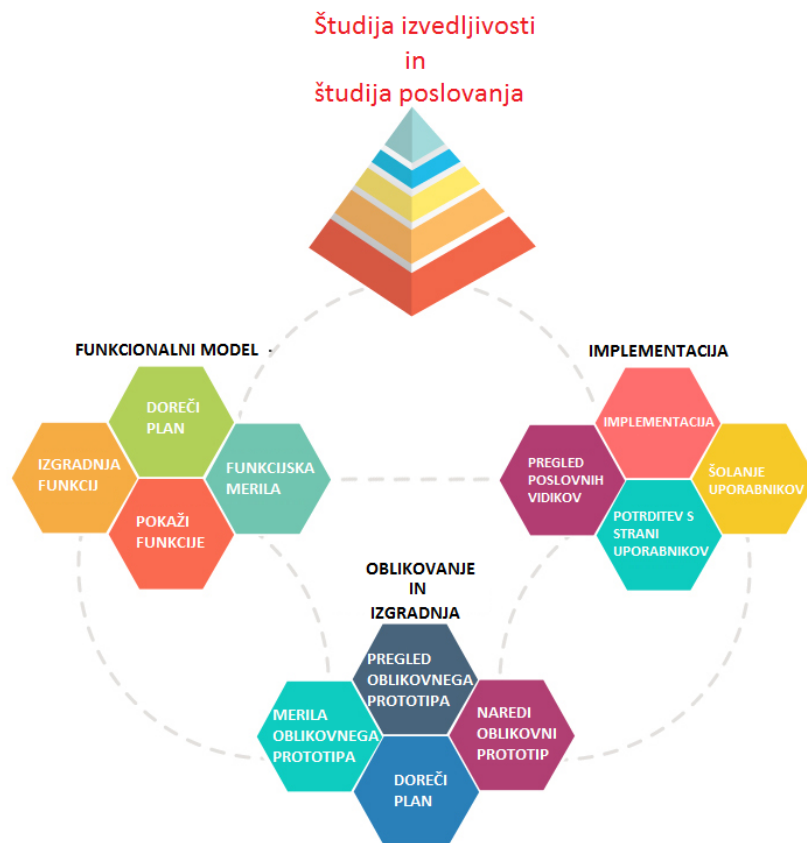 Študija izvedljivosti
in
študija poslovanja
FUNKCIONALNI MODEL -
DOREČI
PLAN
IZGRADNJA
FUNKCIJ
FUNKCIJSKA
MERILA
POKAŽI
FUNKCIJE
IMPLEMENTACIJA
IMPLEMENTACIJA
PREGLED
POSLOVNIH
VIDIKOV
ŠOLANJE
UPORABNIKOV
POTRDITEV S
STRANI
UPORABNIKOV
OBLIKOVANJE
IN
IZGRADNJA
PREGLED
OBLIKOVNEGA
PROTOTIPA
MERILA
OBLIKOVNEGA
PROTOTIPA
NAREDI
OBLIKOVNI
PROTOTIP
DOREČI
PLAN